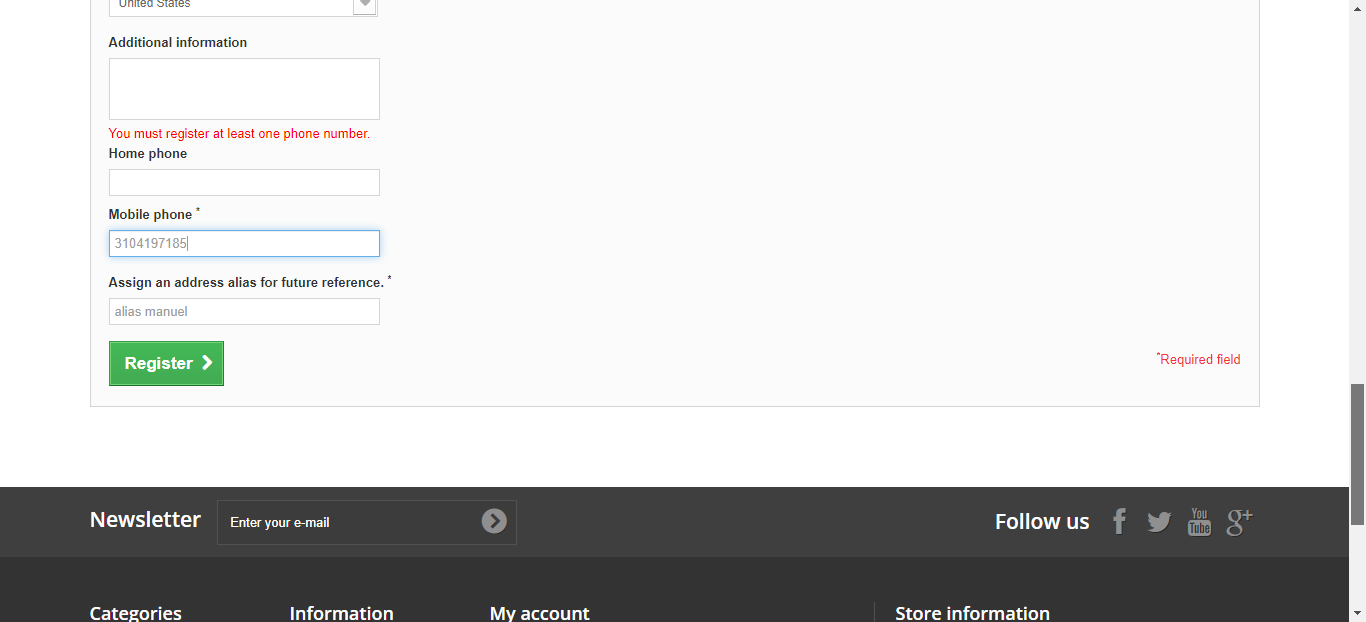 United States
Additional information
You must register at least one phone number.
Home phone
Mobile phone *
3104197185
Assign an address alias for future reference. *
alias manuel
Register
*Required field
Newsletter
Enter your e-mail
Follow us
f
You Tube
g+
Categories
Information
My account
Store information